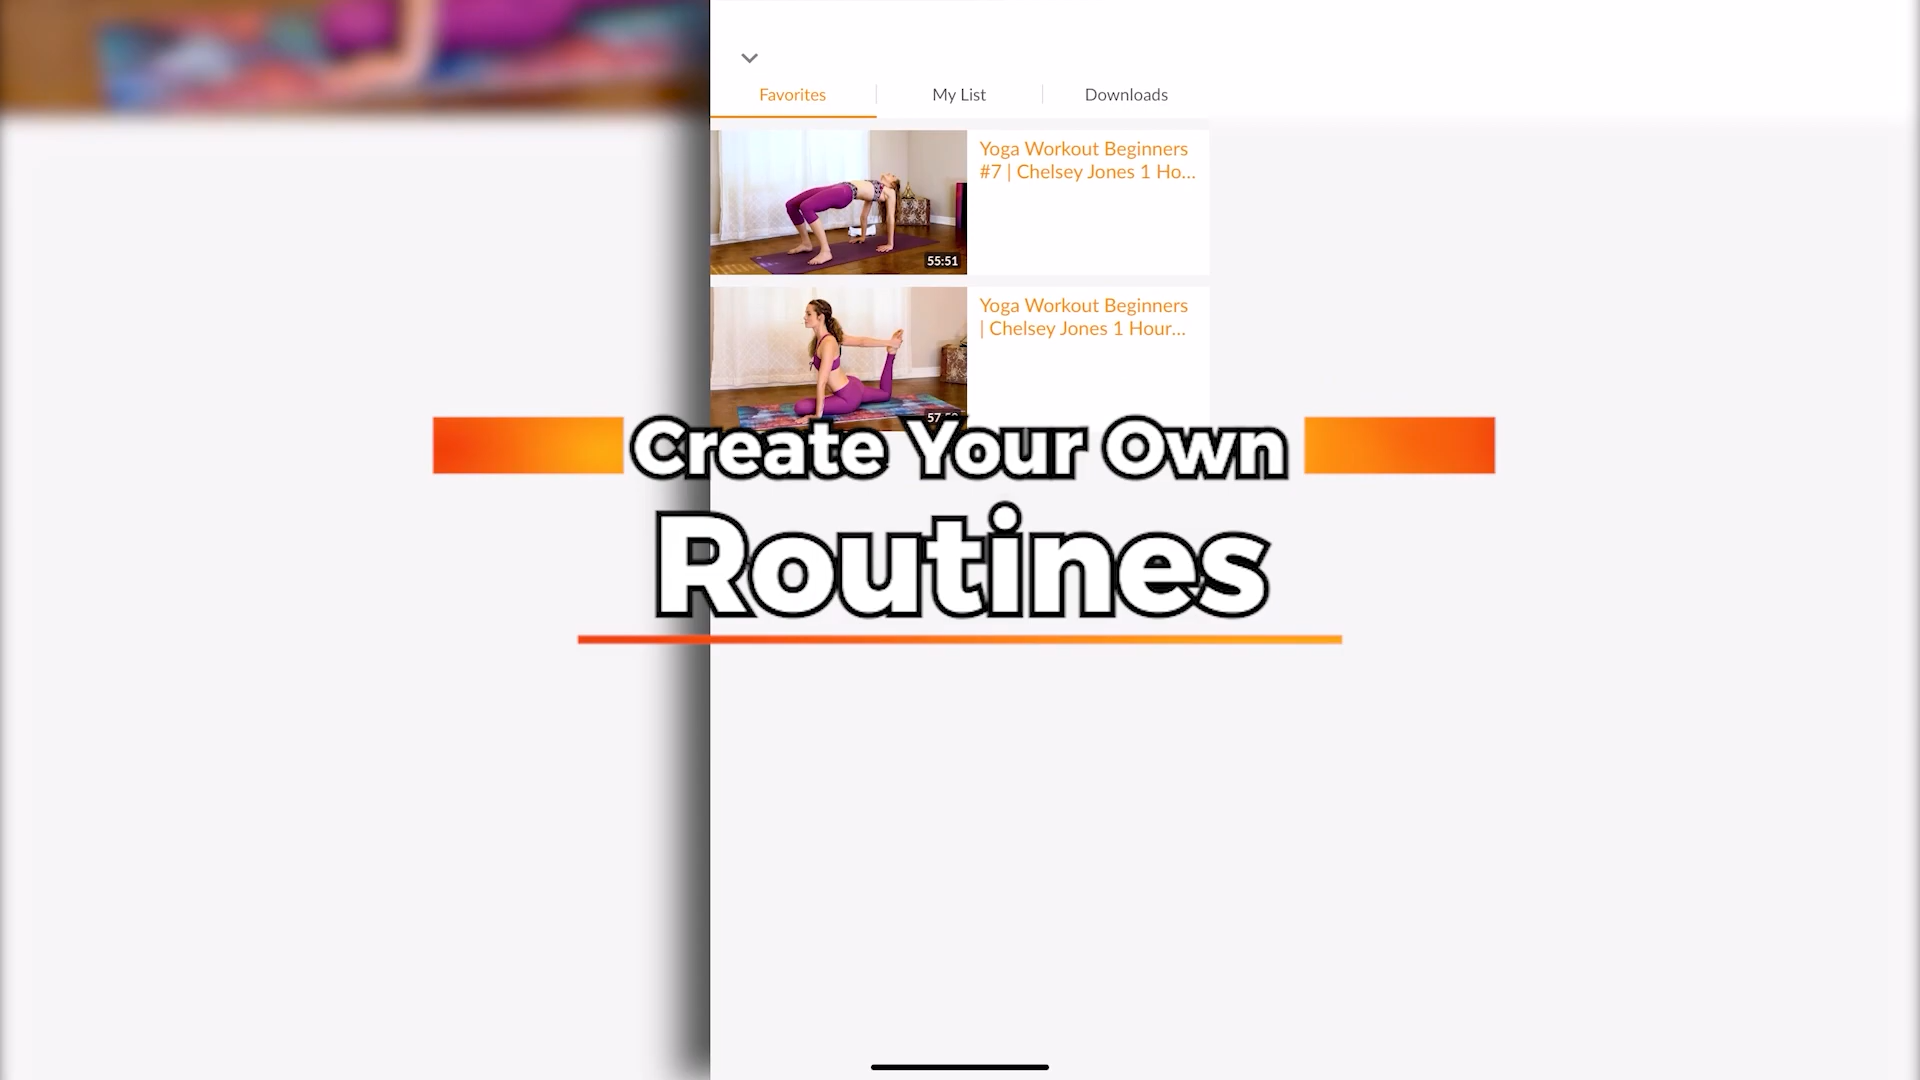 Favorites
My List
Downloads
Yoga Workout Beginners
#7 | Chelsey Jones 1 Ho...
55:51
Yoga Workout Beginners
| Chelsey Jones 1 Hour...
Create Your Own
Routines